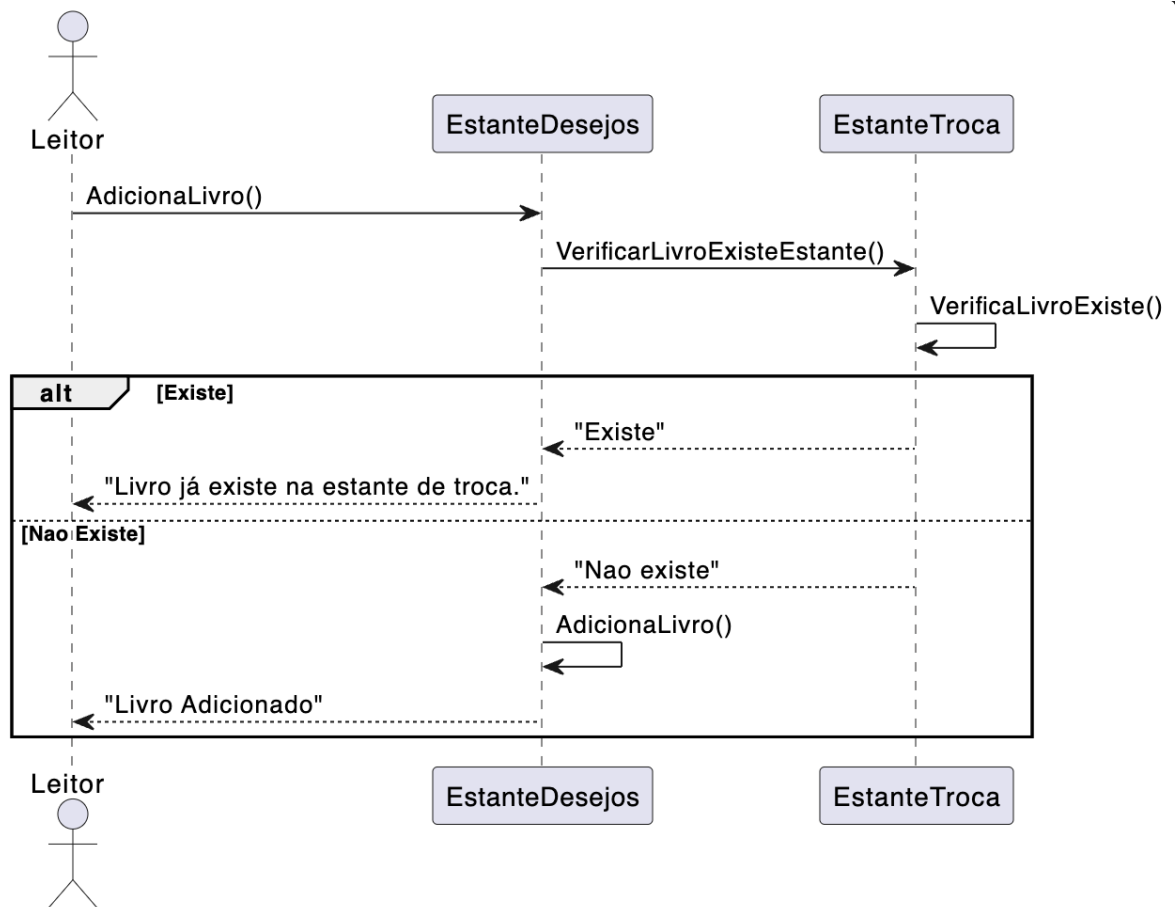 Leitor
EstanteDesejos
EstanteTroca
AdicionaLivro()
VerificarLivroExisteEstante()
VerificaLivroExiste()
alt
[Existe]
"Existe"
"Livro já existe na estante de troca."
[Nao Existe]
"Nao existe"
AdicionaLivro()
"Livro Adicionado"
Leitor
EstanteDesejos
EstanteTroca